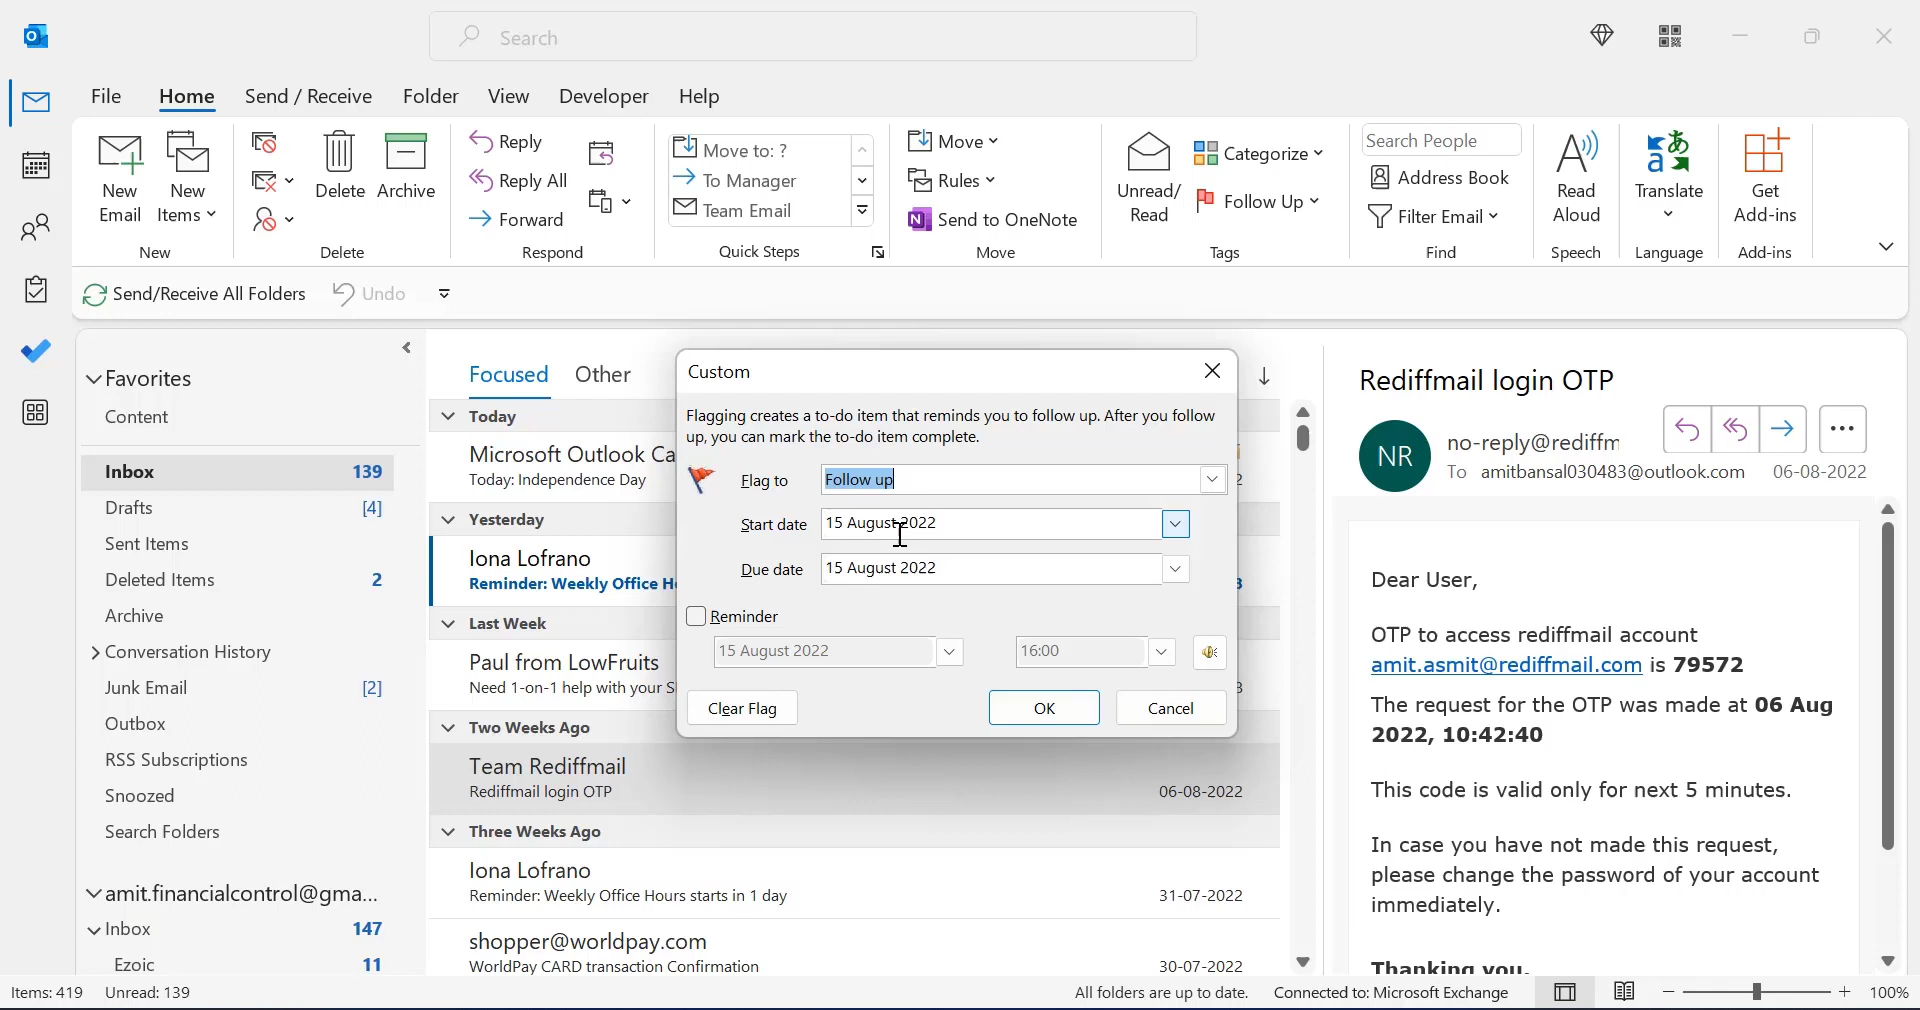 Search
File Home Send / Receive Folder View Developer Help
New Email
New Items
New
Delete
Archive
Delete
Reply
Reply All
Forward
Respond
Move to: ?
To Manager
Team Email
Quick Steps
Move
Rules
Send to OneNote
Move
Unread/ Read
Categorize
Follow Up
Tags
Search People
Address Book
Filter Email
Find
Read Aloud
Speech
Translate
Language
Get Add-ins
Add-ins
Send/Receive All Folders Undo
Favorites
Content
Inbox 139
Drafts [4]
Sent Items
Deleted Items 2
Archive
Conversation History
Junk Email [2]
Outbox
RSS Subscriptions
Snoozed
Search Folders
amit.financialcontrol@gma...
Inbox 147
Ezoic 11
Focused Other
Today
Microsoft Outlook Ca
Today: Independence Day
Yesterday
Iona Lofrano
Reminder: Weekly Office H
Last Week
Paul from LowFruits
Need 1-on-1 help with your S
Two Weeks Ago
Team Rediffmail
Rediffmail login OTP 06-08-2022
Three Weeks Ago
Iona Lofrano
Reminder: Weekly Office Hours starts in 1 day 31-07-2022
shopper@worldpay.com
WorldPay CARD transaction Confirmation 30-07-2022
Custom
Flagging creates a to-do item that reminds you to follow up. After you follow
up, you can mark the to-do item complete.
Flag to Follow up
Start date 15 August 2022
Due date 15 August 2022
Reminder
15 August 2022 16:00
Clear Flag OK Cancel
Rediffmail login OTP
NR
no-reply@rediffm
To amitbansal030483@outlook.com 06-08-2022
Dear User,
OTP to access rediffmail account
amit.asmit@rediffmail.com is 79572
The request for the OTP was made at 06 Aug
2022, 10:42:40
This code is valid only for next 5 minutes.
In case you have not made this request,
please change the password of your account
immediately.
Thanking you,
Items: 419 Unread: 139 All folders are up to date. Connected to: Microsoft Exchange 100%